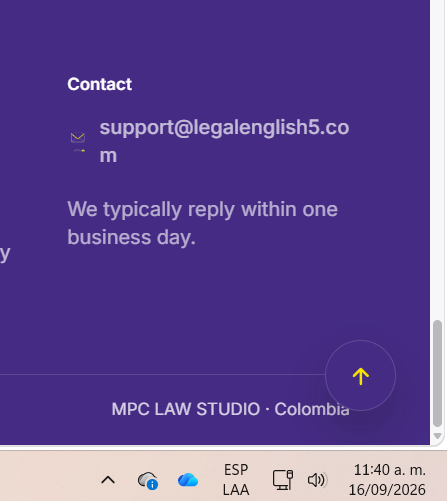 Contact
support@legalenglish5.co
m
We typically reply within one
business day.
y
MPC LAW STUDIO · Colombia
ESP
LAA
11:40 a. m.
16/09/2026